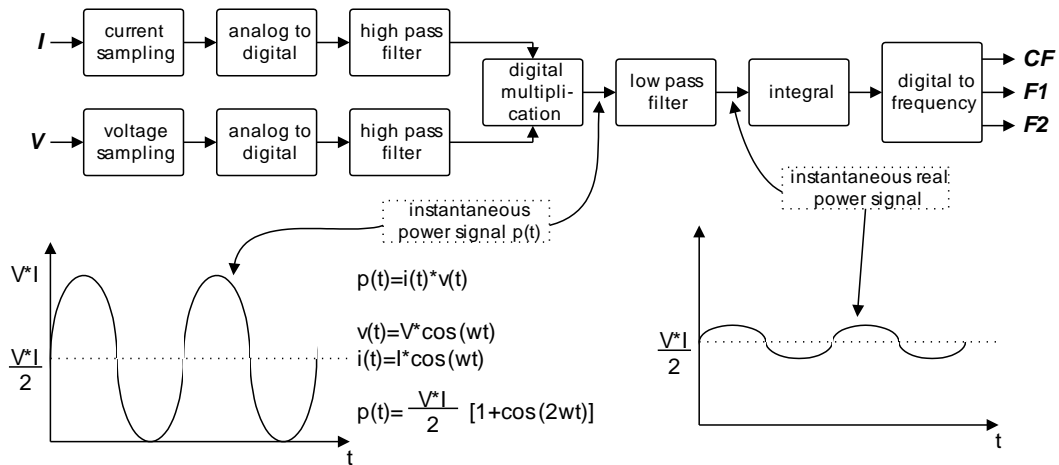 I
current
sampling
analog to
digital
high pass
filter
V
voltage
sampling
analog to
digital
high pass
filter
digital
multipli-
cation
low pass
filter
integral
digital to
frequency
CF
F1
F2
instantaneous
power signal p(t)
instantaneous real
power signal
V*I
V*I
2
t
p(t)=i(t)*v(t)
v(t)=V*cos(wt)
i(t)=I*cos(wt)
p(t)= V*I/2 [1+cos(2wt)]
V*I
2
t